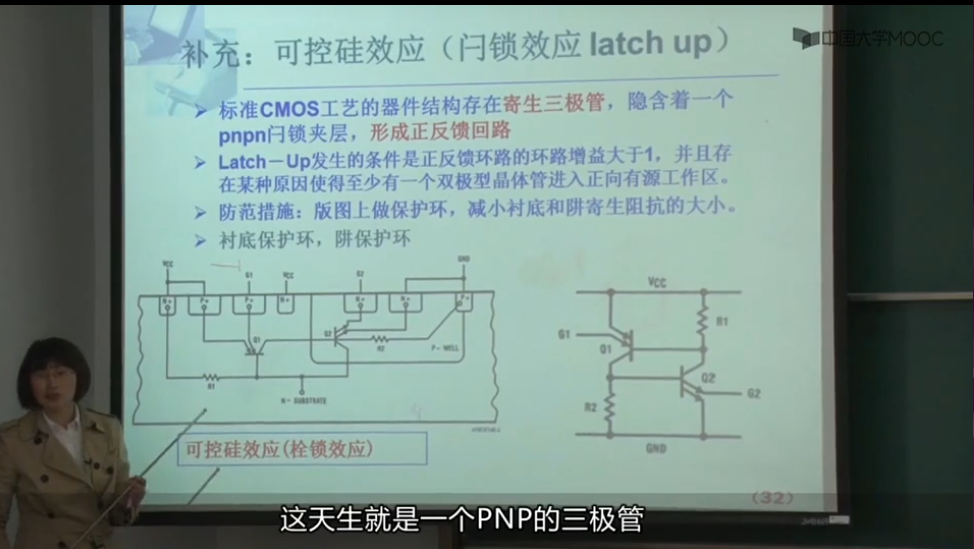 补充：可控硅效应（闩锁效应 latch up）
中国大学MOOC
标准CMOS工艺的器件结构存在寄生三极管，隐含着一个
pnpn闩锁夹层，形成正反馈回路
Latch－Up发生的条件是正反馈环路的环路增益大于1，并且存
在某种原因使得至少有一个双极型晶体管进入正向有源工作区。
防范措施：版图上做保护环，减小衬底和阱寄生阻抗的大小。
衬底保护环，阱保护环
VCC G1 VCC G2 GND
N+ P+ P+ N+ N+ N+ P+
Q1 Q2 R2 P- WELL
R1
N- SUBSTRATE
VCC
G1 Q1 R1
Q2 G2
R2
GND
可控硅效应(栓锁效应)
(32)
这天生就是一个PNP的三极管